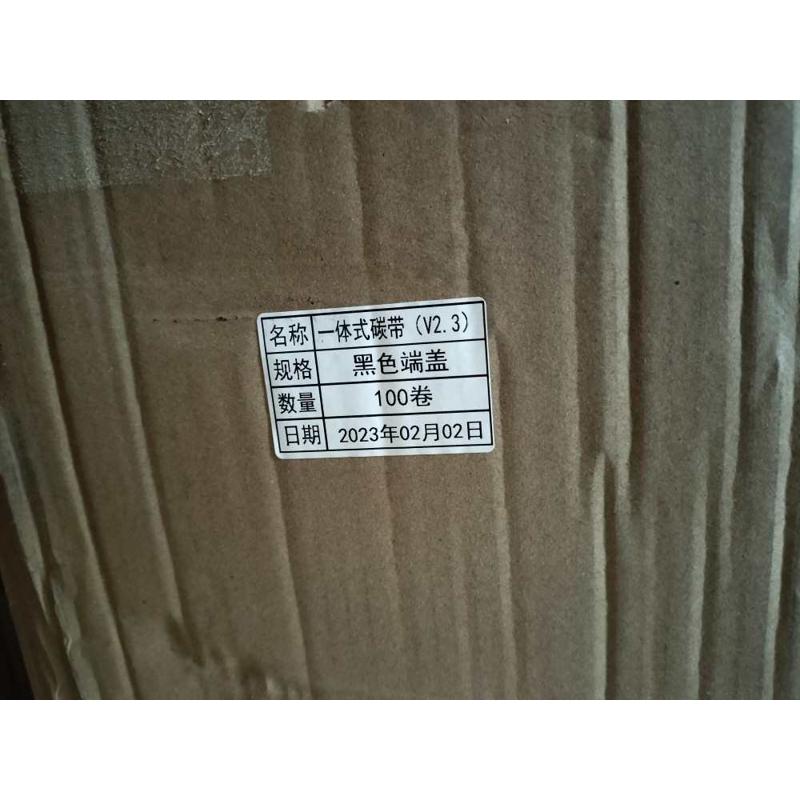 名称 一体式碳带（V2.3）
规格 黑色端盖
数量 100卷
日期 2023年02月02日